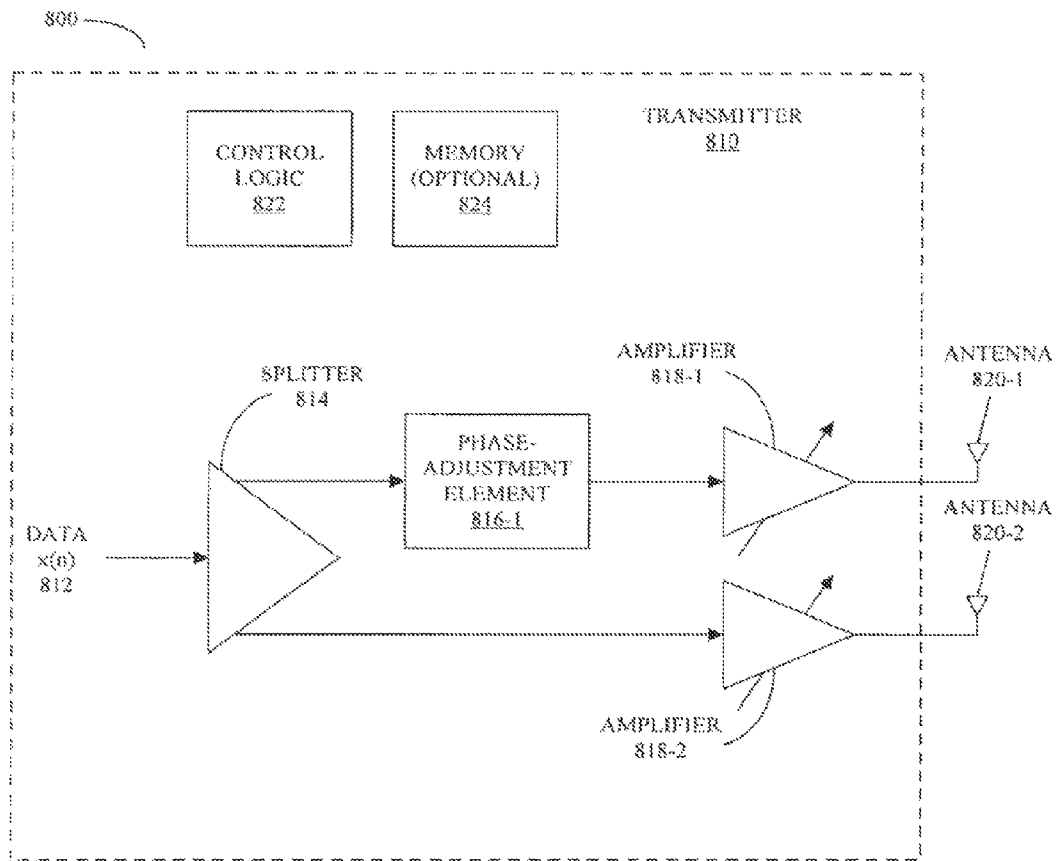 800
TRANSMITTER
810
CONTROL
LOGIC
822
MEMORY
(OPTIONAL)
824
SPLITTER
814
AMPLIFIER
818-1
ANTENNA
820-1
PHASE-
ADJUSTMENT
ELEMENT
816-1
DATA
x(n)
812
ANTENNA
820-2
AMPLIFIER
818-2